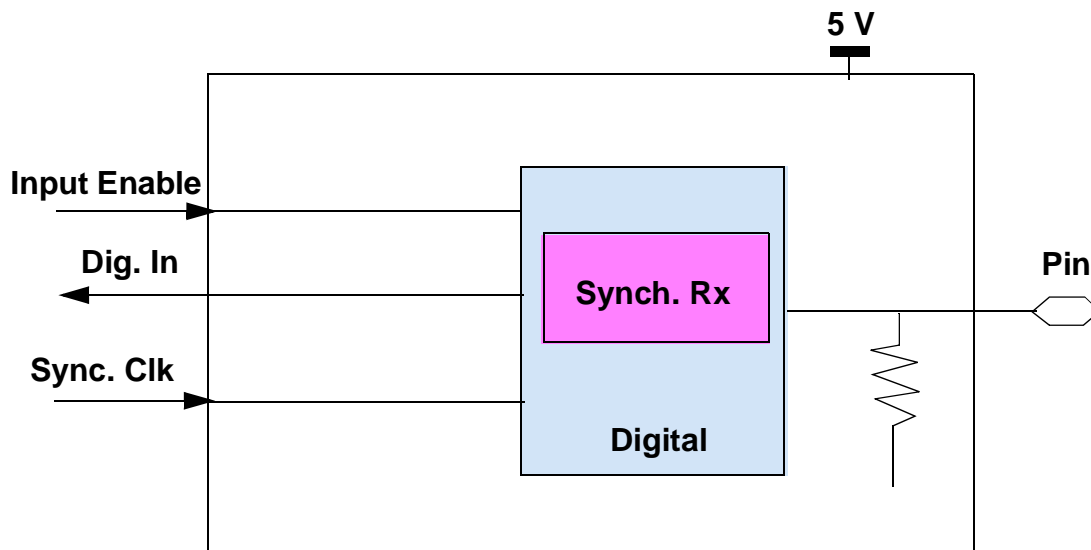 5 V
Input Enable
Dig. In
Pin
Synch. Rx
Sync. Clk
Digital